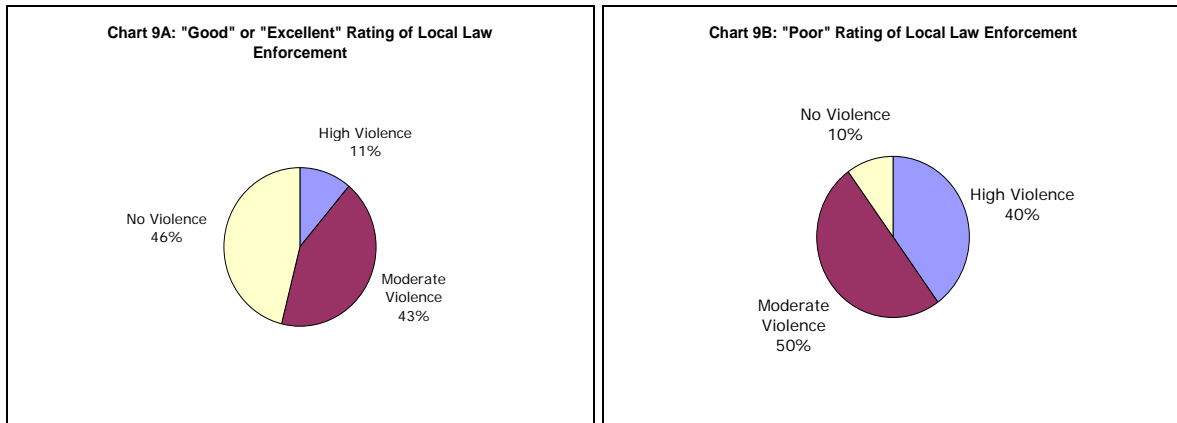 Chart 9A: "Good" or "Excellent" Rating of Local Law
Enforcement
High Violence
11%
No Violence
46%
Moderate
Violence
43%
Chart 9B: "Poor" Rating of Local Law Enforcement
No Violence
10%
High Violence
40%
Moderate
Violence
50%